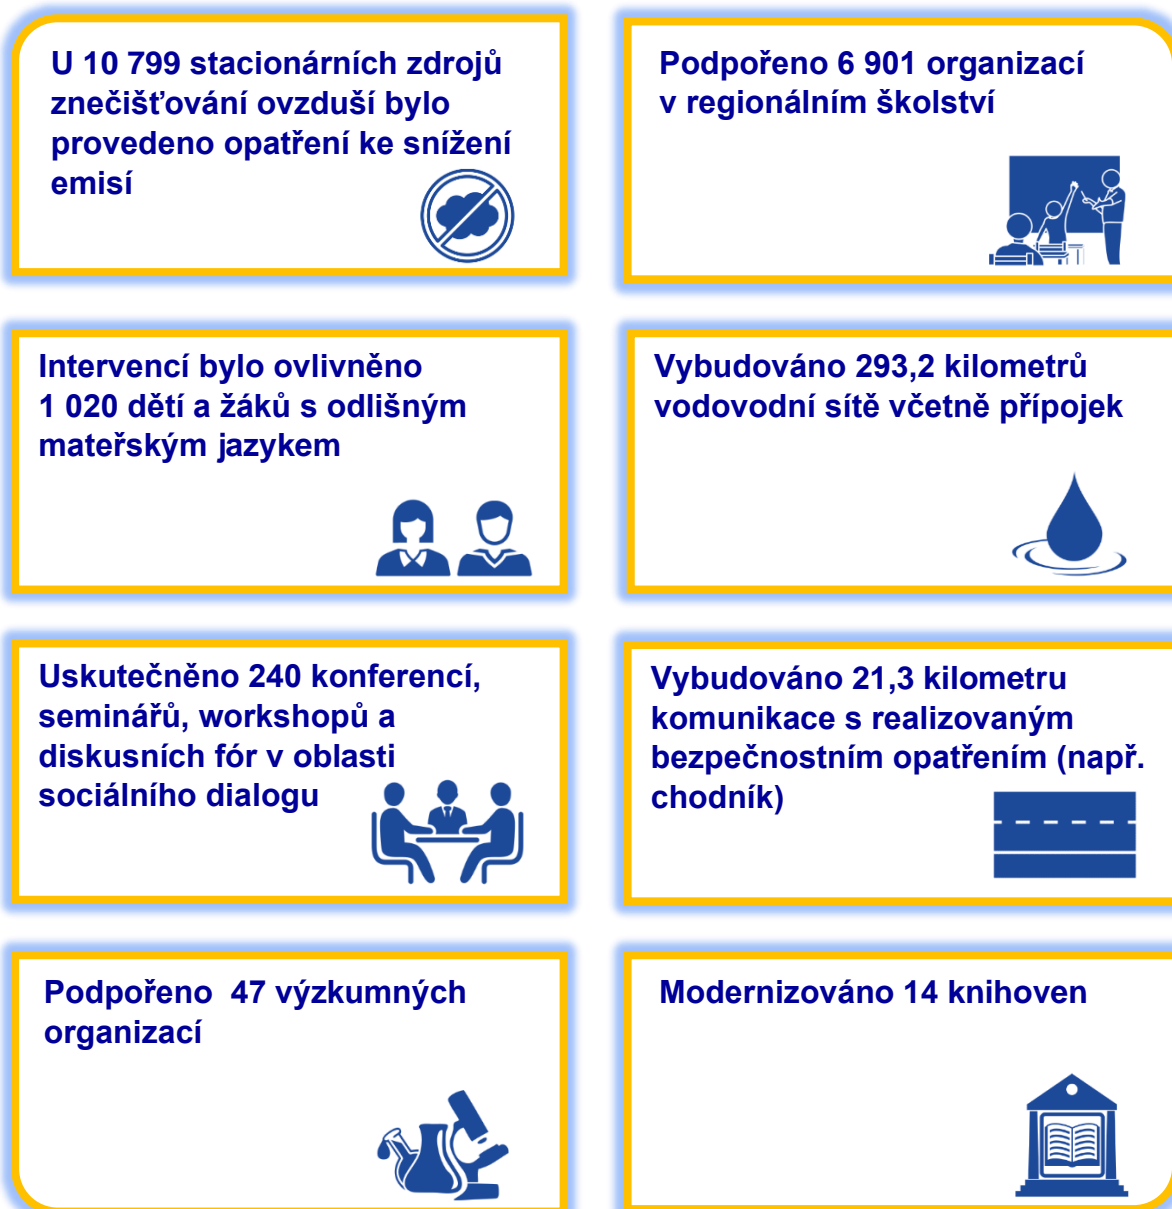 U 10 799 stacionárních zdrojů
znečišťování ovzduší bylo
provedeno opatření ke snížení
emisí
Podpořeno 6 901 organizací
v regionálním školství
Intervencí bylo ovlivněno
1 020 dětí a žáků s odlišným
mateřským jazykem
Vybudováno 293,2 kilometrů
vodovodní sítě včetně přípojek
Uskutečněno 240 konferencí,
seminářů, workshopů a
diskusních fór v oblasti
sociálního dialogu
Vybudováno 21,3 kilometru
komunikace s realizovaným
bezpečnostním opatřením (např.
chodník)
Podpořeno  47 výzkumných
organizací
Modernizováno 14 knihoven